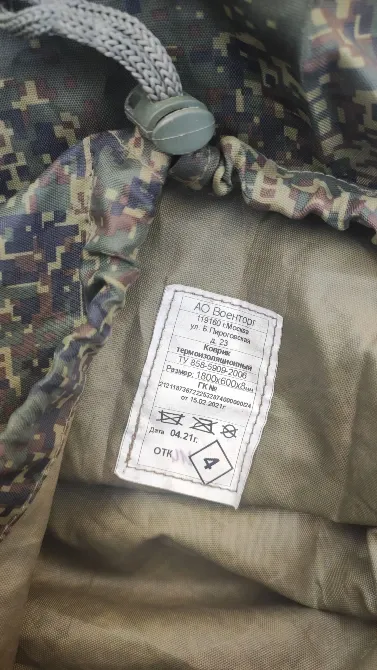 АО Военторг
119160 г.Москва
ул. Б.Пироговская
д. 23
Коврик
термоизоляционный
ТУ 858-5909-2006
Размер: 1800х600х8мм
ГК №
от 15.02.2021г.
Дата 04.21г.
ОТК
4